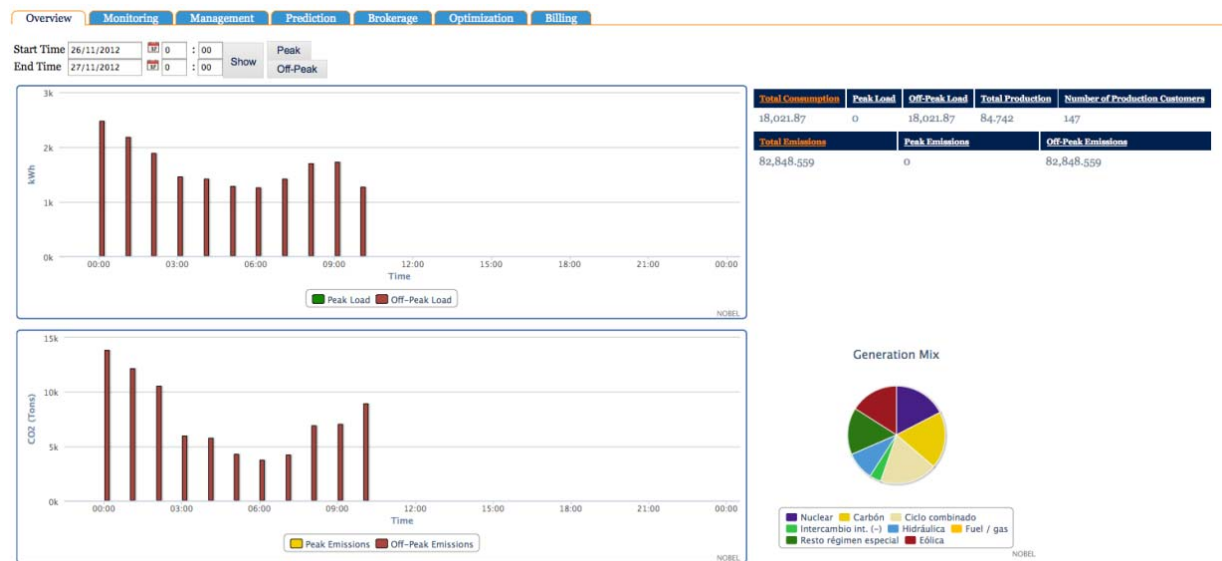 Overview Monitoring Management Prediction Brokerage Optimization Billing
Start Time 26/11/2012 0 : 00 Show Peak
End Time 27/11/2012 0 : 00 Off-Peak
3k
2k
1k
0k
kWh
00:00 03:00 06:00 09:00 12:00 15:00 18:00 21:00 00:00
Time
Peak Load Off-Peak Load
NOBEL
Total Consumption Peak Load Off-Peak Load Total Production Number of Production Customers
18,021.87 0 18,021.87 84.742 147
Total Emissions Peak Emissions Off-Peak Emissions
82,848.559 0 82,848.559
15k
10k
5k
0k
CO2 (Tons)
00:00 03:00 06:00 09:00 12:00 15:00 18:00 21:00 00:00
Time
Peak Emissions Off-Peak Emissions
NOBEL
Generation Mix
Nuclear Carbón Ciclo combinado
Intercambio int. (-) Hidráulica Fuel / gas
Resto régimen especial Eólica
NOBEL